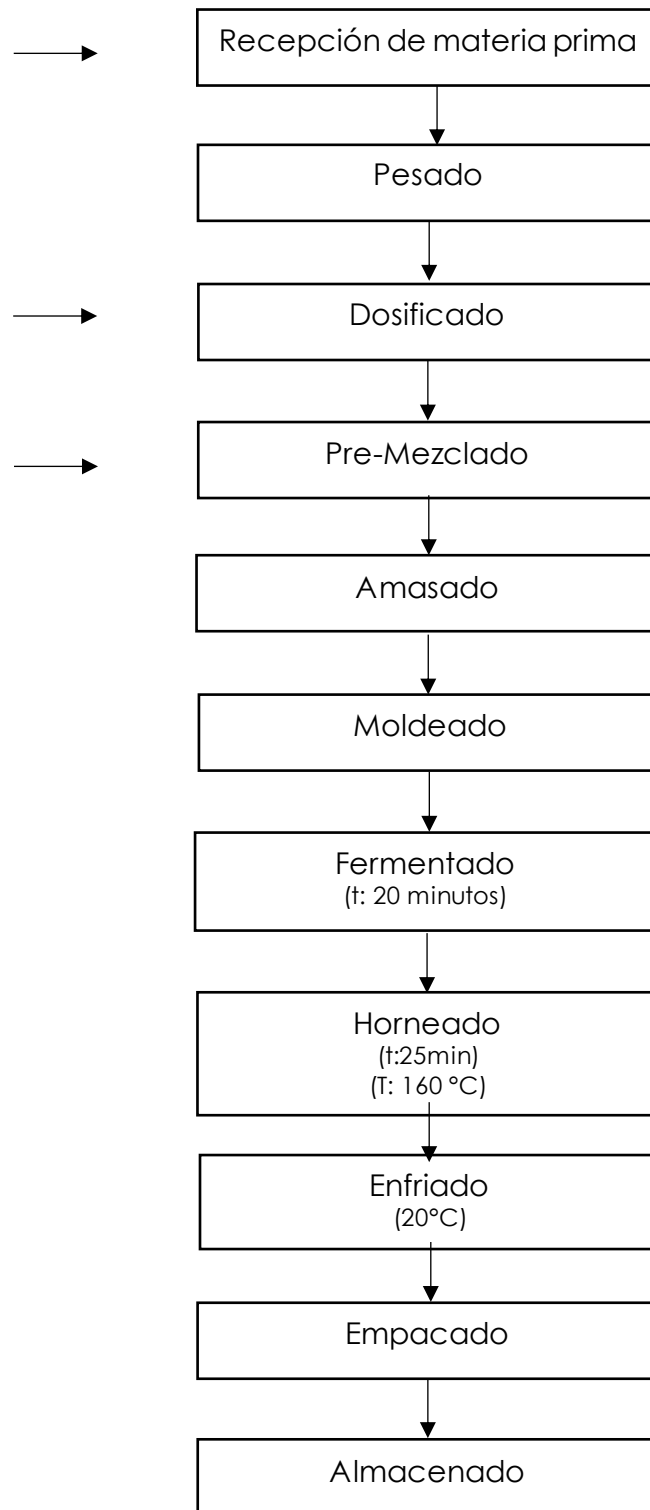 Recepción de materia prima
Pesado
Dosificado
Pre-Mezclado
Amasado
Moldeado
Fermentado
(t: 20 minutos)
Horneado
(t:25min)
(T: 160 °C)
Enfriado
(20°C)
Empacado
Almacenado